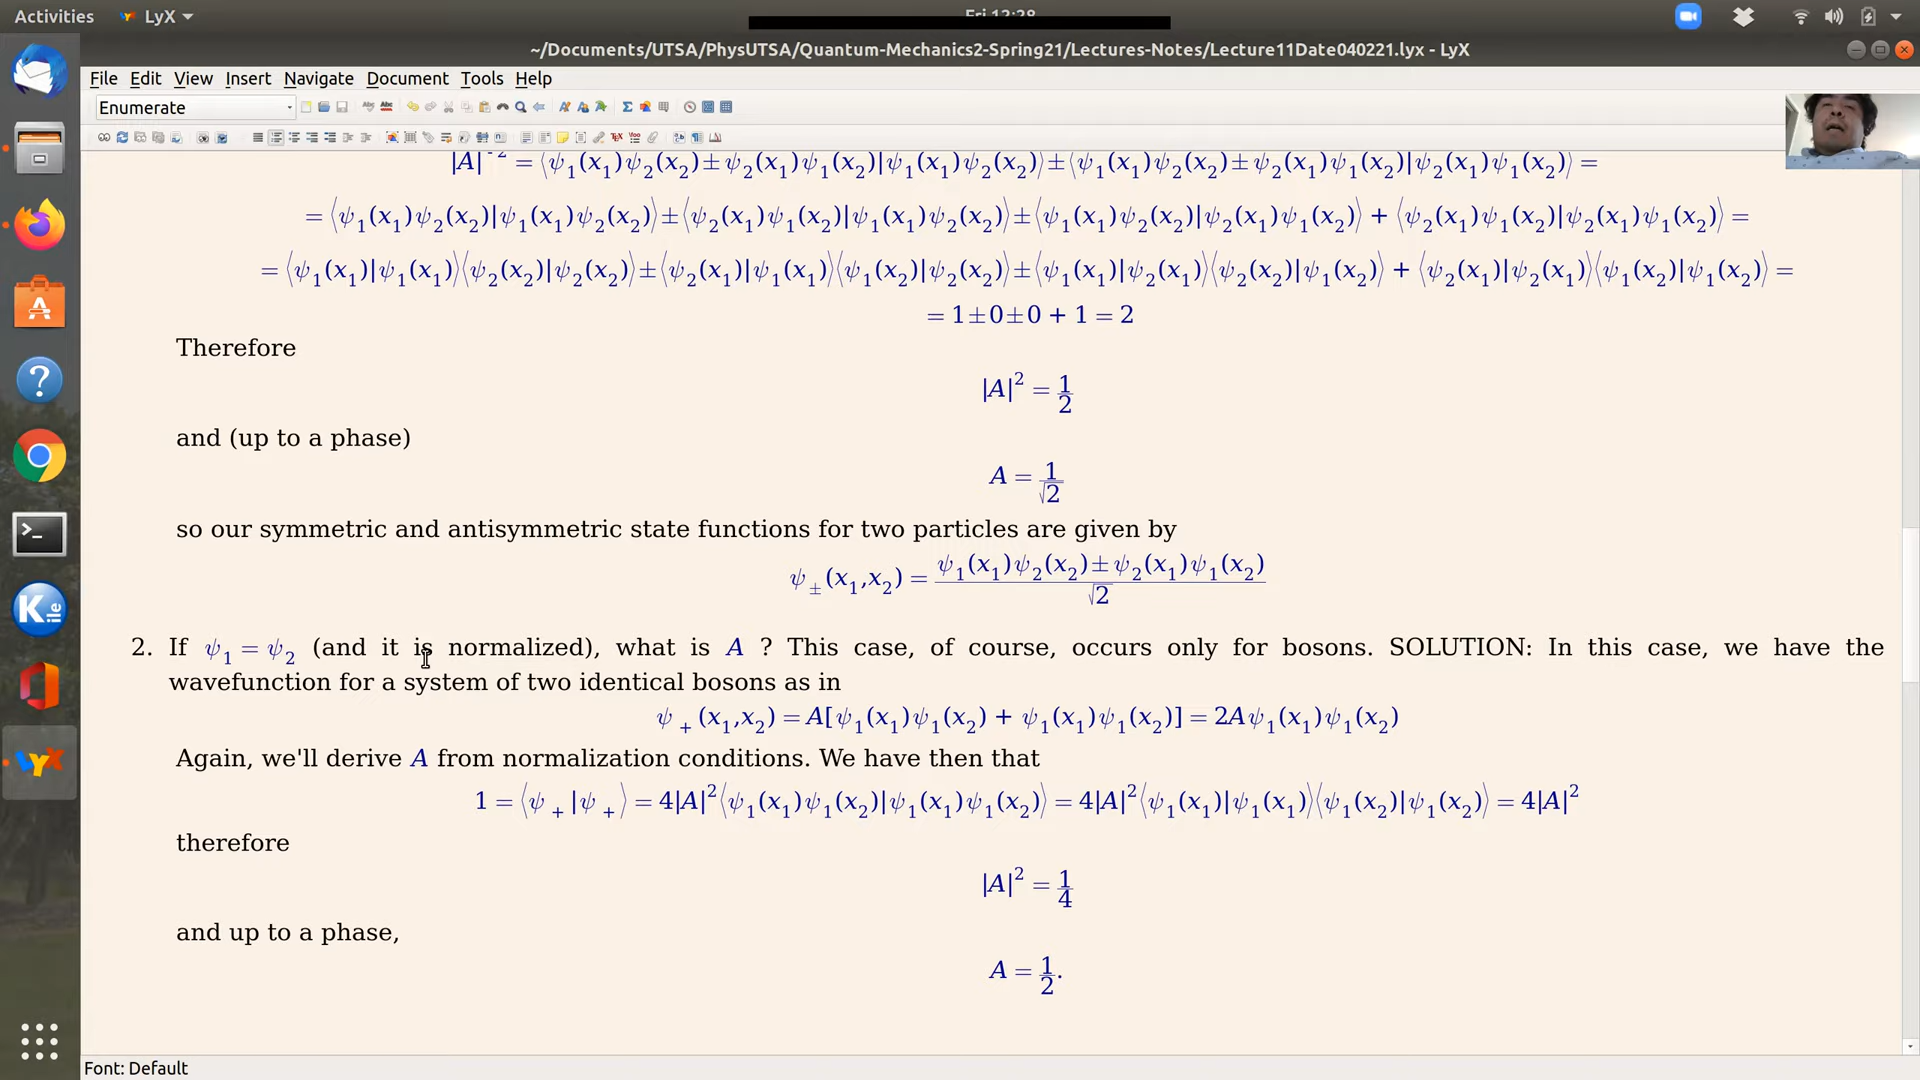 Activities LyX Fri 12:28
~/Documents/UTSA/PhysUTSA/Quantum-Mechanics2-Spring21/Lectures-Notes/Lecture11Date040221.lyx - LyX
File Edit View Insert Navigate Document Tools Help
Enumerate
|A|⁻² = ⟨ψ₁(x₁)ψ₂(x₂)±ψ₂(x₁)ψ₁(x₂)|ψ₁(x₁)ψ₂(x₂)⟩±⟨ψ₁(x₁)ψ₂(x₂)±ψ₂(x₁)ψ₁(x₂)|ψ₂(x₁)ψ₁(x₂)⟩ =
= ⟨ψ₁(x₁)ψ₂(x₂)|ψ₁(x₁)ψ₂(x₂)⟩±⟨ψ₂(x₁)ψ₁(x₂)|ψ₁(x₁)ψ₂(x₂)⟩±⟨ψ₁(x₁)ψ₂(x₂)|ψ₂(x₁)ψ₁(x₂)⟩ + ⟨ψ₂(x₁)ψ₁(x₂)|ψ₂(x₁)ψ₁(x₂)⟩ =
= ⟨ψ₁(x₁)|ψ₁(x₁)⟩⟨ψ₂(x₂)|ψ₂(x₂)⟩±⟨ψ₂(x₁)|ψ₁(x₁)⟩⟨ψ₁(x₂)|ψ₂(x₂)⟩±⟨ψ₁(x₁)|ψ₂(x₁)⟩⟨ψ₂(x₂)|ψ₁(x₂)⟩ + ⟨ψ₂(x₁)|ψ₂(x₁)⟩⟨ψ₁(x₂)|ψ₁(x₂)⟩ =
= 1±0±0 + 1 = 2
Therefore
|A|² = 1/2
and (up to a phase)
A = 1/√2
so our symmetric and antisymmetric state functions for two particles are given by
ψ±(x₁,x₂) = (ψ₁(x₁)ψ₂(x₂)±ψ₂(x₁)ψ₁(x₂))/√2
2. If ψ₁ = ψ₂ (and it is normalized), what is A ? This case, of course, occurs only for bosons. SOLUTION: In this case, we have the
wavefunction for a system of two identical bosons as in
ψ₊(x₁,x₂) = A[ψ₁(x₁)ψ₁(x₂) + ψ₁(x₁)ψ₁(x₂)] = 2Aψ₁(x₁)ψ₁(x₂)
Again, we'll derive A from normalization conditions. We have then that
1 = ⟨ψ₊|ψ₊⟩ = 4|A|²⟨ψ₁(x₁)ψ₁(x₂)|ψ₁(x₁)ψ₁(x₂)⟩ = 4|A|²⟨ψ₁(x₁)|ψ₁(x₁)⟩⟨ψ₁(x₂)|ψ₁(x₂)⟩ = 4|A|²
therefore
|A|² = 1/4
and up to a phase,
A = 1/2.
Font: Default